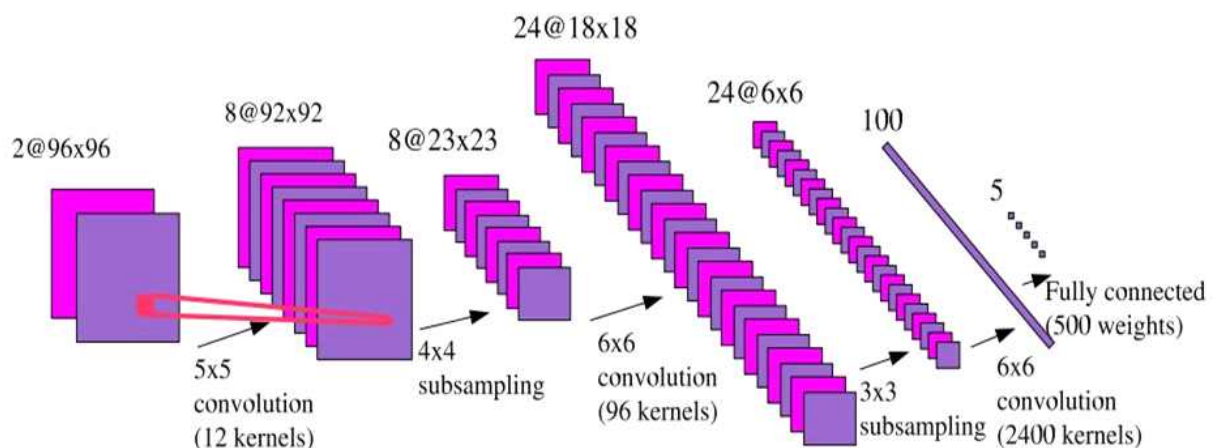 2@96x96
8@92x92
8@23x23
24@18x18
24@6x6
100
5
5x5
convolution
(12 kernels)
4x4
subsampling
6x6
convolution
(96 kernels)
3x3
subsampling
6x6
convolution
(2400 kernels)
Fully connected
(500 weights)